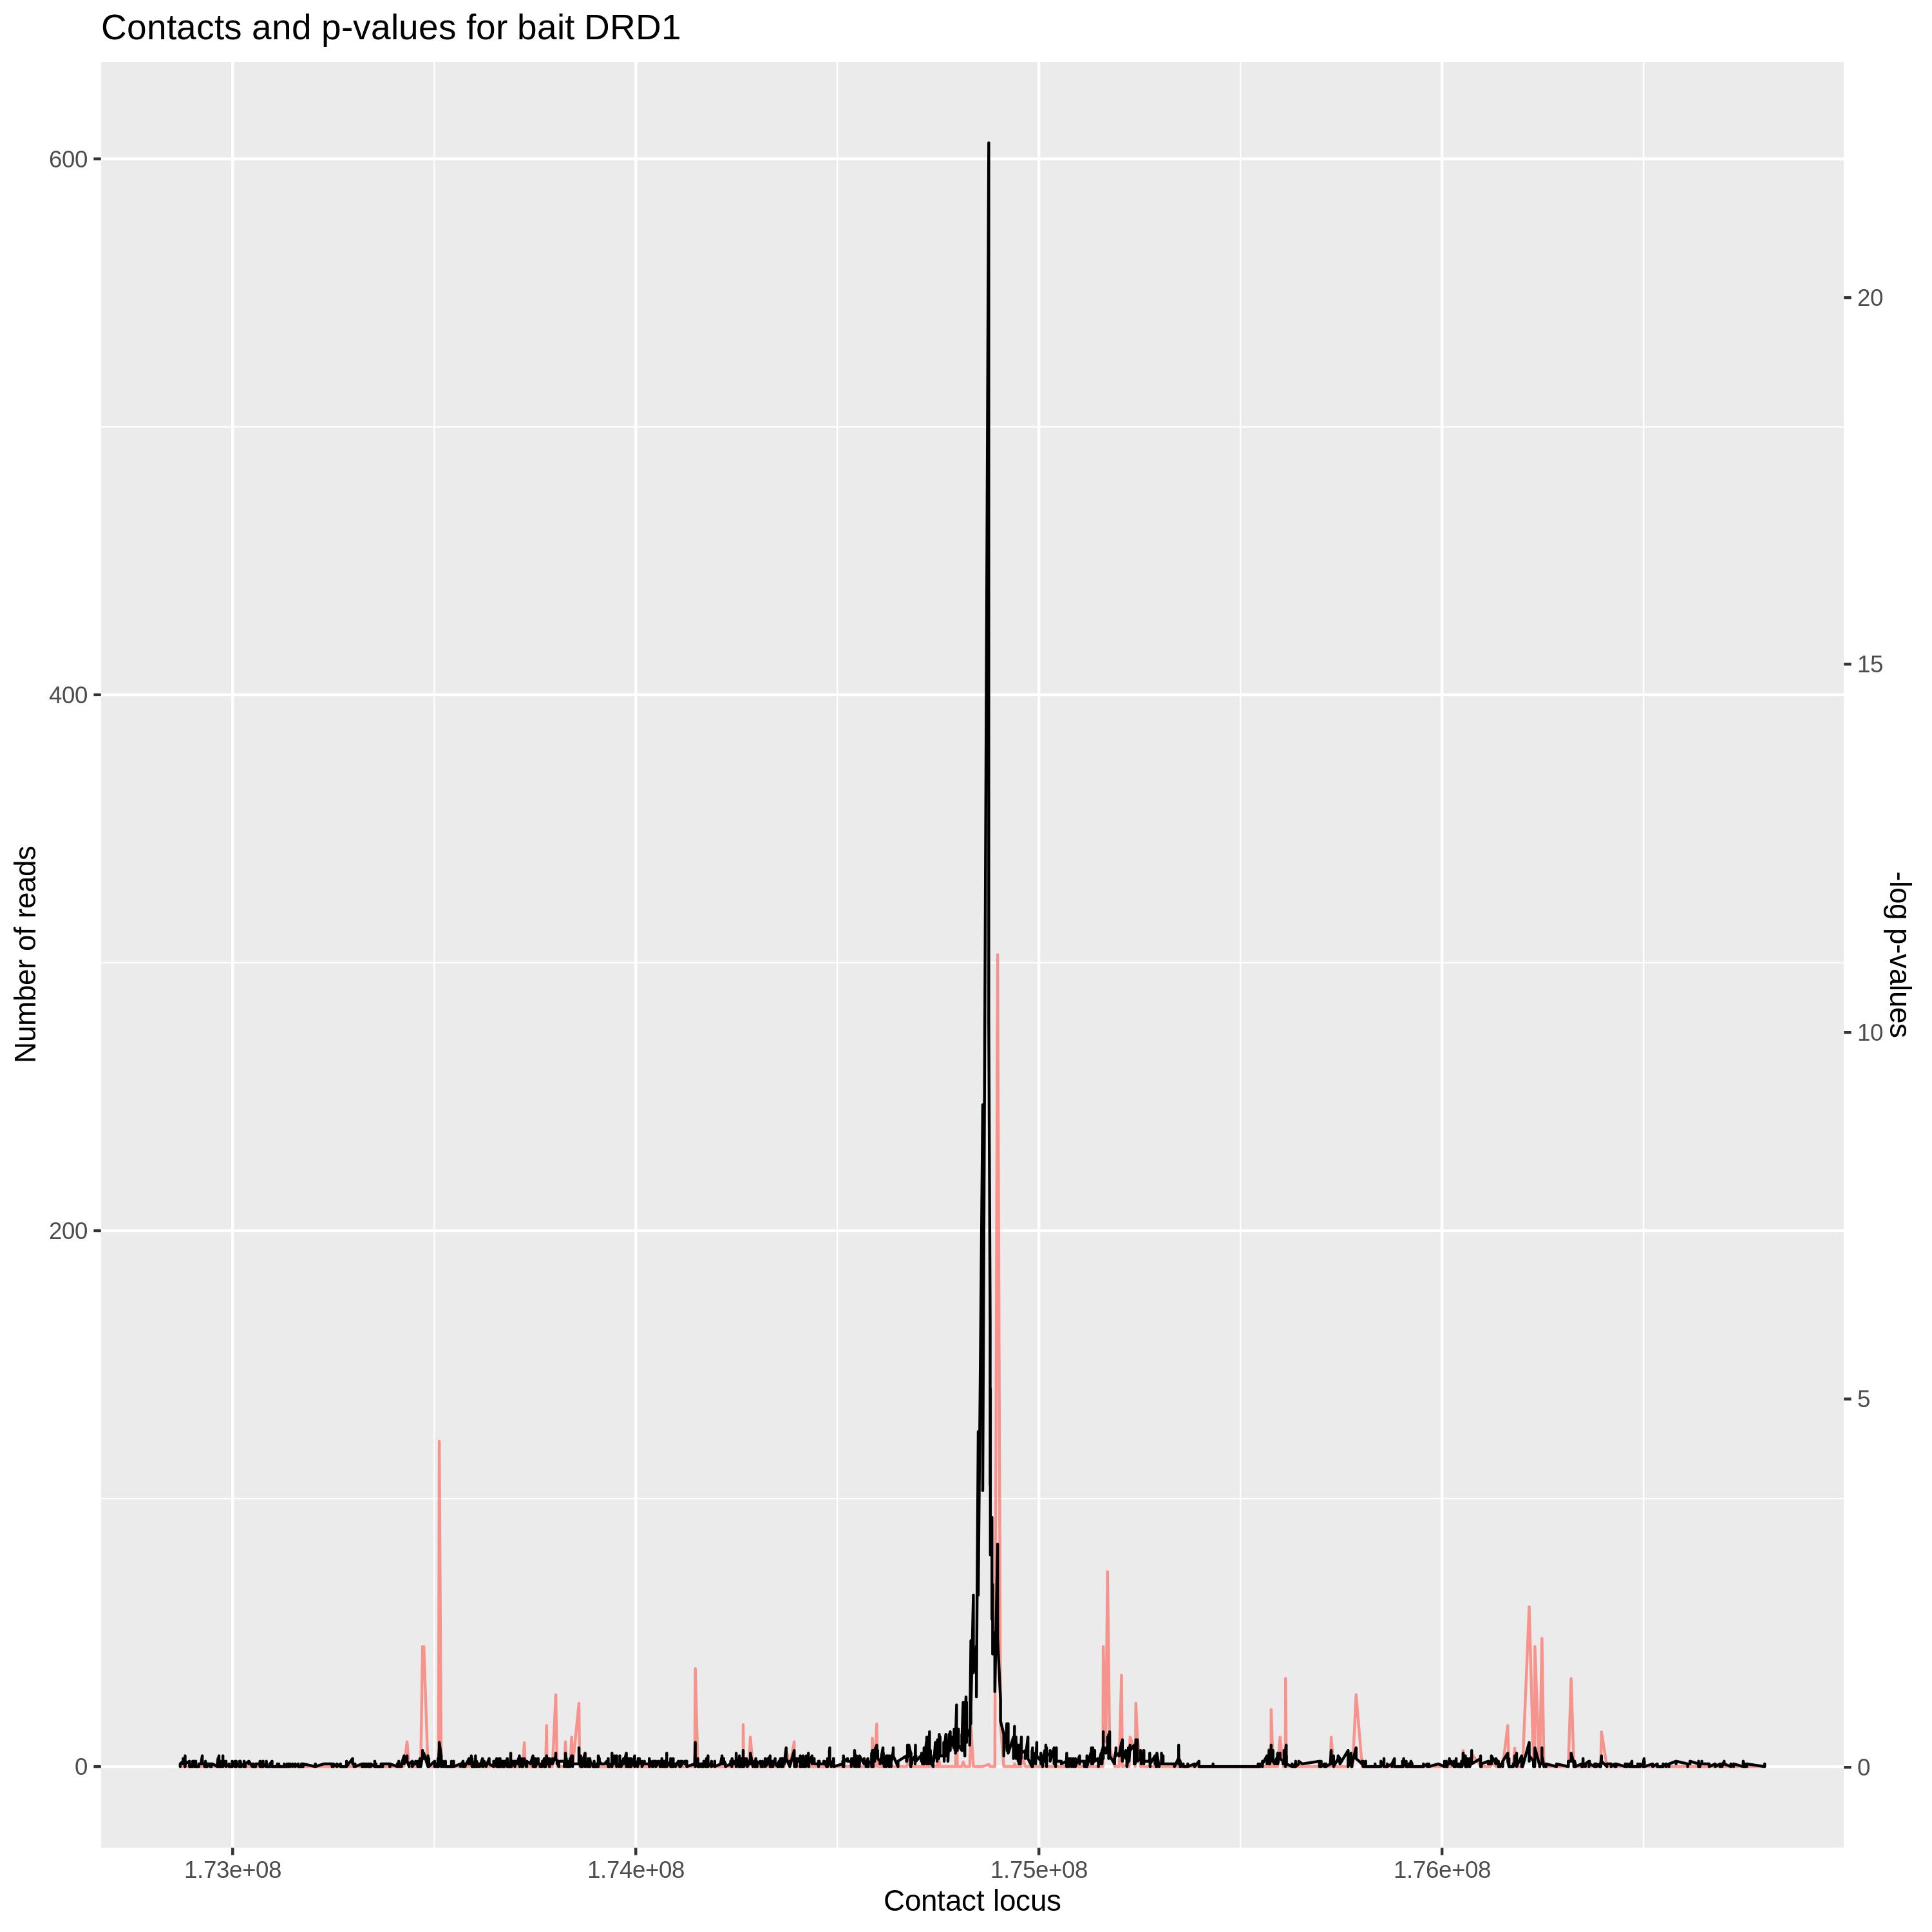 Contacts and p-values for bait DRD1
600
400
200
0
Number of reads
20
15
10
5
0
-log p-values
1.73e+08
1.74e+08
1.75e+08
1.76e+08
Contact locus